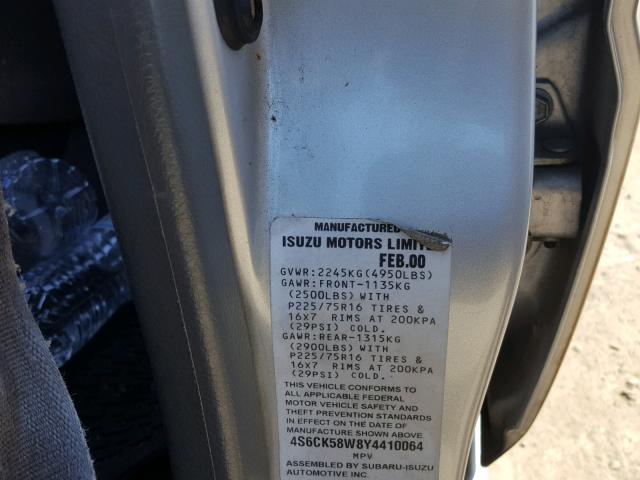 MANUFACTURED
ISUZU MOTORS LIMITE
FEB.00
GVWR:2245KG(4950LBS)
GAWR:FRONT-1135KG
(2500LBS) WITH
P225/75R16 TIRES &
16X7 RIMS AT 200KPA
(29PSI) COLD.
GAWR:REAR-1315KG
(2900LBS) WITH
P225/75R16 TIRES &
16X7 RIMS AT 200KPA
(29PSI) COLD.
THIS VEHICLE CONFORMS TO
ALL APPLICABLE FEDERAL
MOTOR VEHICLE SAFETY AND
THEFT PREVENTION STANDARDS
IN EFFECT ON THE DATE OF
MANUFACTURE SHOWN ABOVE
4S6CK58W8Y4410064
MPV
ASSEMBLED BY SUBARU-ISUZU
AUTOMOTIVE INC.